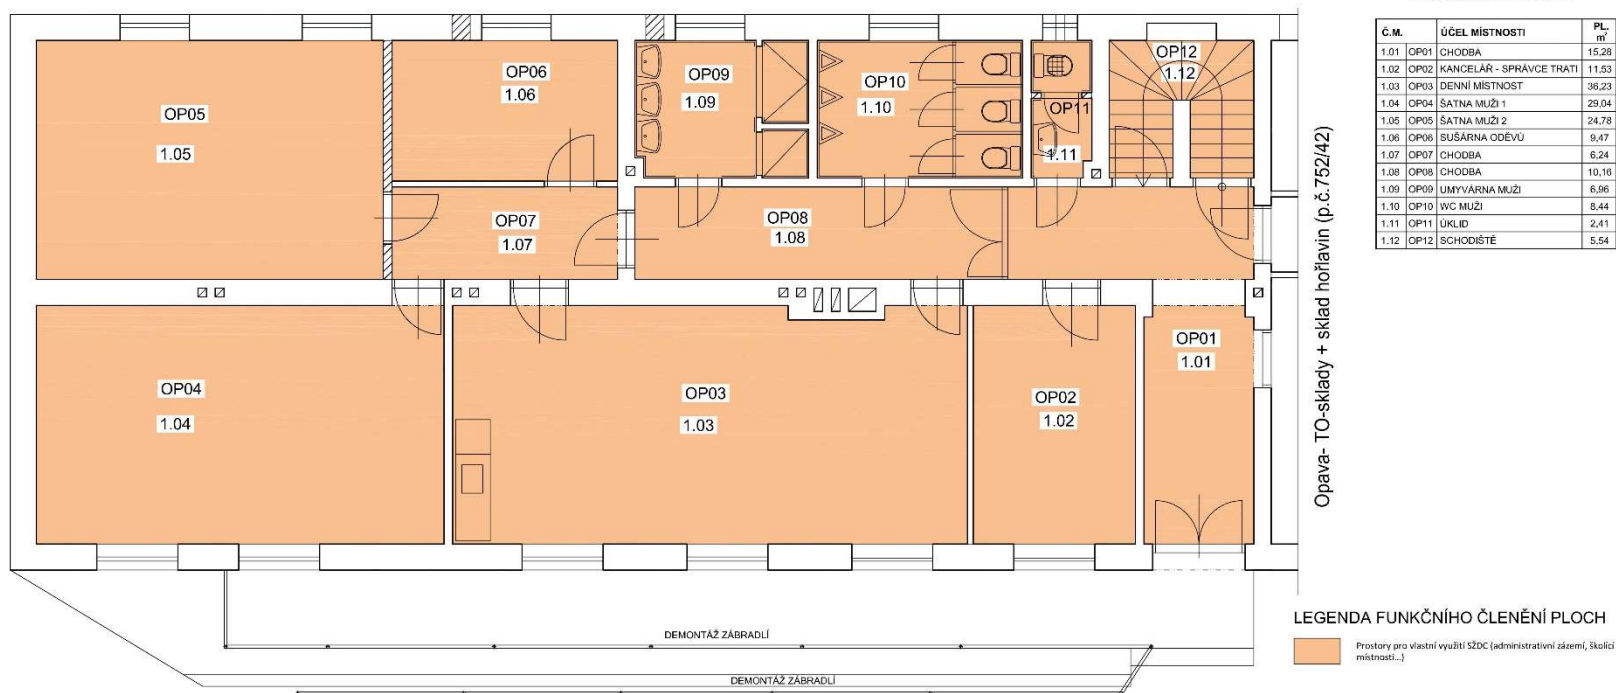 OP05
1.05
OP06
1.06
OP09
1.09
OP10
1.10
OP11
1.11
OP12
1.12
OP07
1.07
OP08
1.08
OP04
1.04
OP03
1.03
OP02
1.02
OP01
1.01
DEMONTÁŽ ZÁBRADLÍ
DEMONTÁŽ ZÁBRADLÍ
Opava- TO-sklady + sklad hořlavin (p.č.752/42)
Č.M. ÚČEL MÍSTNOSTI PL. m²
1.01 OP01 CHODBA 15,28
1.02 OP02 KANCELÁŘ - SPRÁVCE TRATI 11,53
1.03 OP03 DENNÍ MÍSTNOST 36,23
1.04 OP04 ŠATNA MUŽI 1 29,04
1.05 OP05 ŠATNA MUŽI 2 24,78
1.06 OP06 SUŠÁRNA ODĚVŮ 9,47
1.07 OP07 CHODBA 6,24
1.08 OP08 CHODBA 10,16
1.09 OP09 UMYVÁRNA MUŽI 6,96
1.10 OP10 WC MUŽI 8,44
1.11 OP11 ÚKLID 2,41
1.12 OP12 SCHODIŠTĚ 5,54
LEGENDA FUNKČNÍHO ČLENĚNÍ PLOCH
Prostory pro vlastní využití SŽDC (administrativní zázemí, školící
místnosti...)